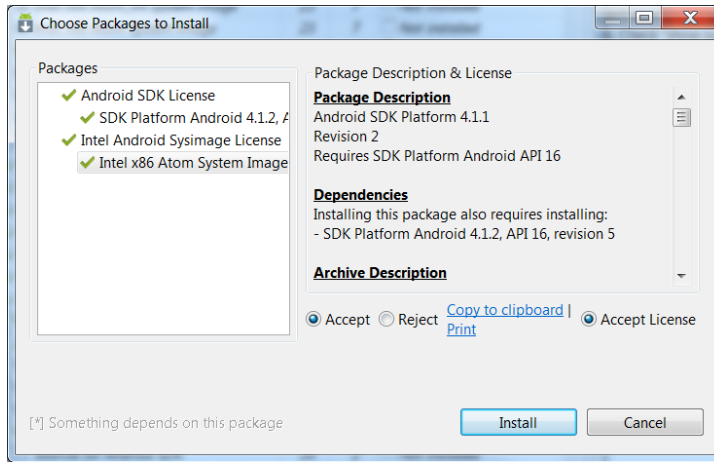 Choose Packages to Install
Packages
Android SDK License
SDK Platform Android 4.1.2, A
Intel Android Sysimage License
Intel x86 Atom System Image
Package Description & License
Package Description
Android SDK Platform 4.1.1
Revision 2
Requires SDK Platform Android API 16
Dependencies
Installing this package also requires installing:
- SDK Platform Android 4.1.2, API 16, revision 5
Archive Description
Accept Reject Copy to clipboard | Print Accept License
[*] Something depends on this package
Install Cancel